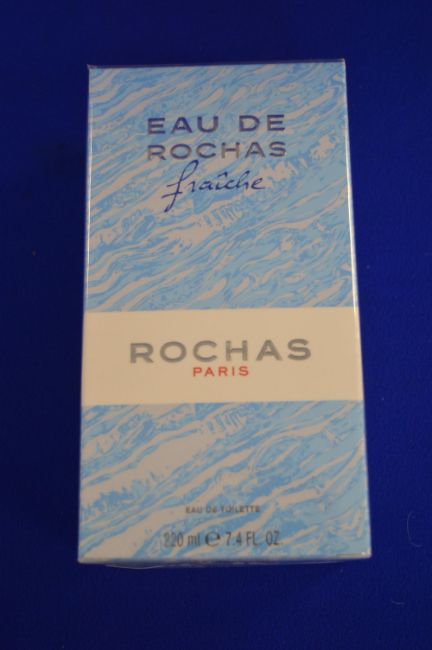 EAU DE
ROCHAS
fraîche
ROCHAS
PARIS
EAU DE TOILETTE
220 ml ℮ 7.4 FL. OZ.